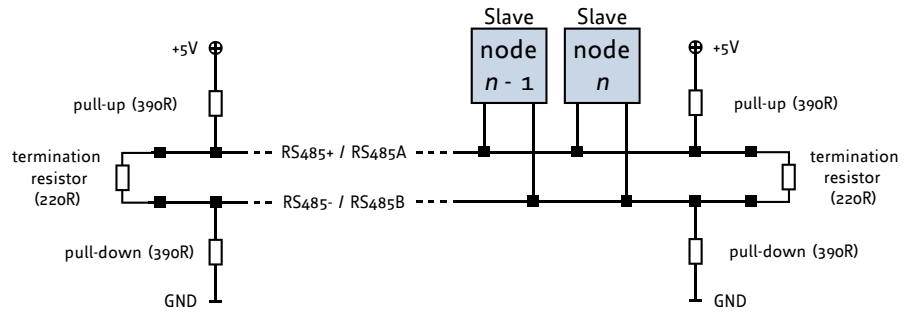 Slave
Slave
node
n - 1
node
n
+5V
+5V
pull-up (390R)
pull-up (390R)
RS485+ / RS485A
termination
resistor
(220R)
termination
resistor
(220R)
RS485- / RS485B
pull-down (390R)
pull-down (390R)
GND
GND